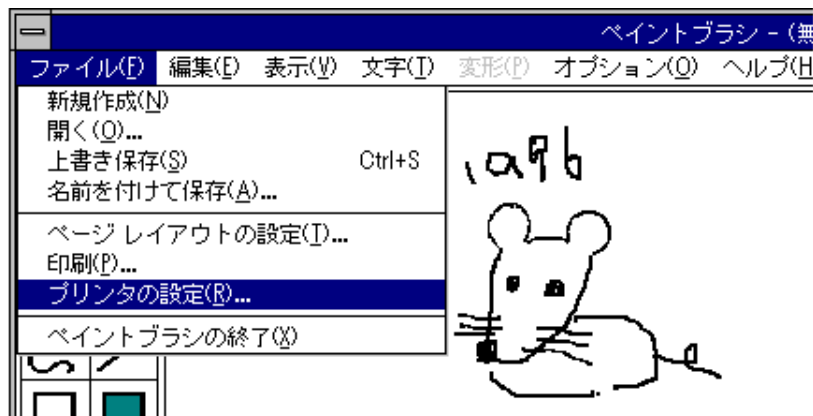 ペイントブラシ - (無
ファイル(F) 編集(E) 表示(V) 文字(T) 変形(P) オプション(O) ヘルプ(H
新規作成(N)
開く(O)...
上書き保存(S) Ctrl+S
名前を付けて保存(A)...
ページ レイアウトの設定(T)...
印刷(P)...
プリンタの設定(R)...
ペイントブラシの終了(X)